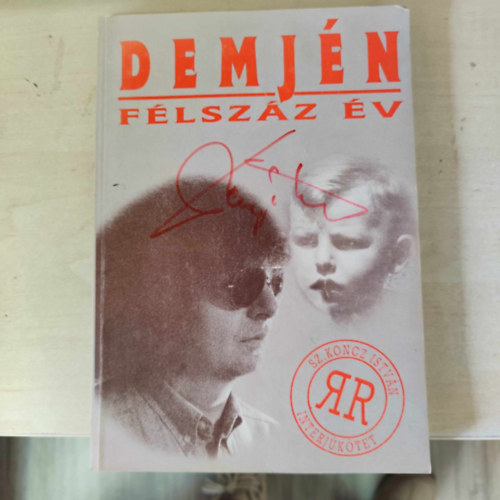 DEMJÉN
FÉLSZÁZ ÉV
SZ.KONCZ ISTVÁN
RR
INTERJÚKÖTET